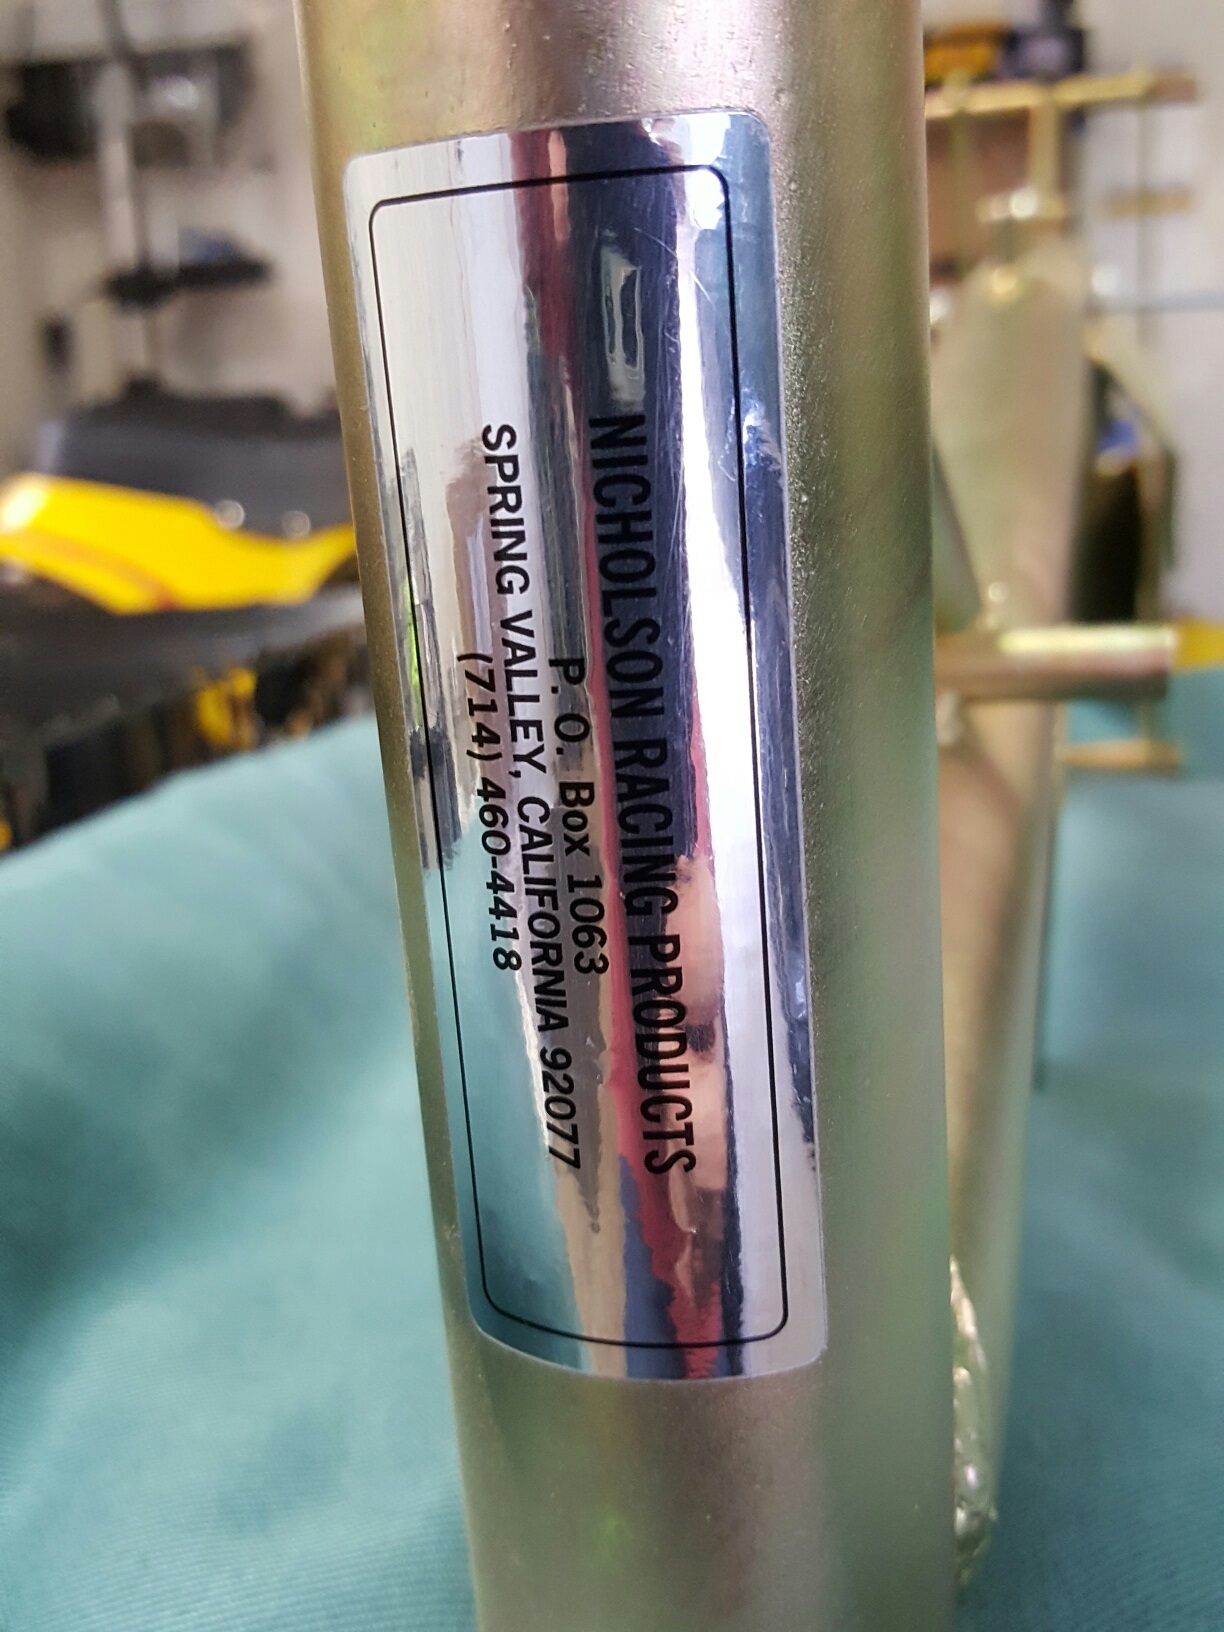 NICHOLSON RACING PRODUCTS
P. O. Box 1063
SPRING VALLEY, CALIFORNIA 92077
(714) 460-4418